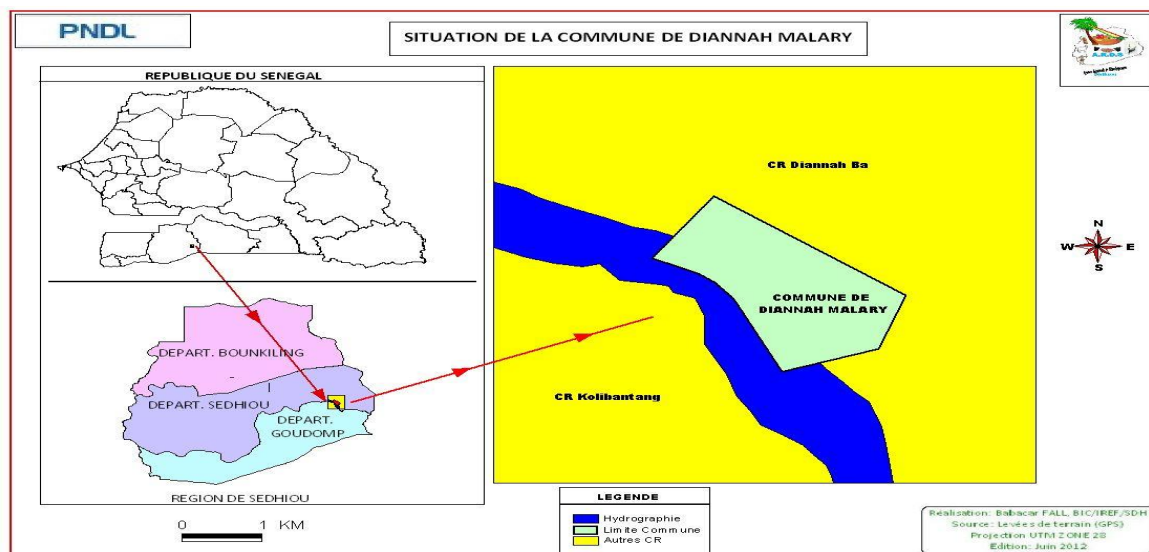 PNDL
SITUATION DE LA COMMUNE DE DIANNAH MALARY
A.R.D.S
REPUBLIQUE DU SENEGAL
DEPART. BOUNKILING
DEPART. SEDHIOU
DEPART.
GOUDOMP
REGION DE SEDHIOU
0 1 KM
CR Diannah Ba
COMMUNE DE
DIANNAH MALARY
CR Kolibantang
N
W E
S
LEGENDE
Hydrographie
Limite Commune
Autres CR
Réalisation: Babacar FALL, BIC/IREF/SDH
Source: Levées de terrain (GPS)
Projection UTM ZONE 28
Edition: Juin 2012